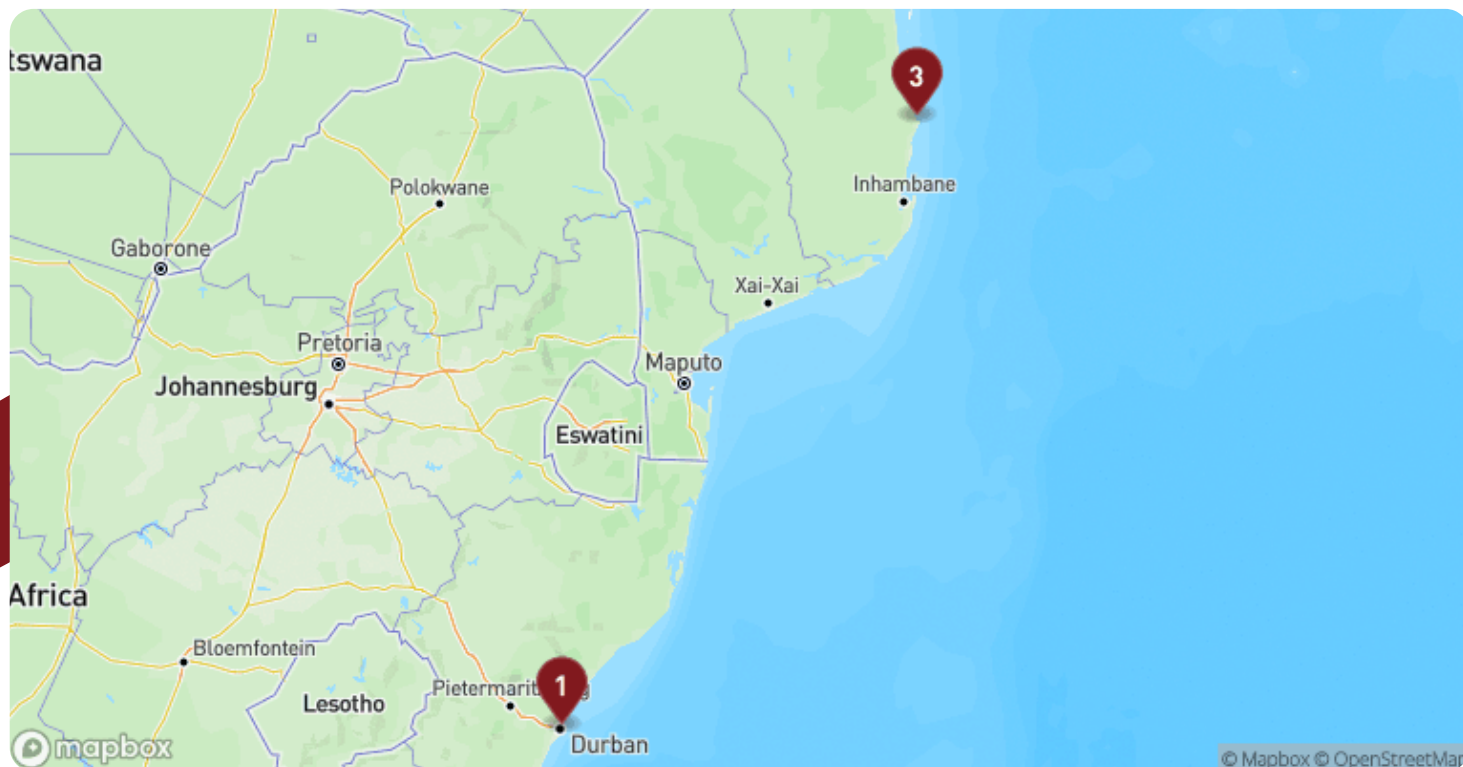 tswana
3
Polokwane
Inhambane
Gaborone
Xai-Xai
Pretoria
Maputo
Johannesburg
Eswatini
Africa
Bloemfontein
1
Lesotho
Durban
mapbox
© Mapbox © OpenStreetMap